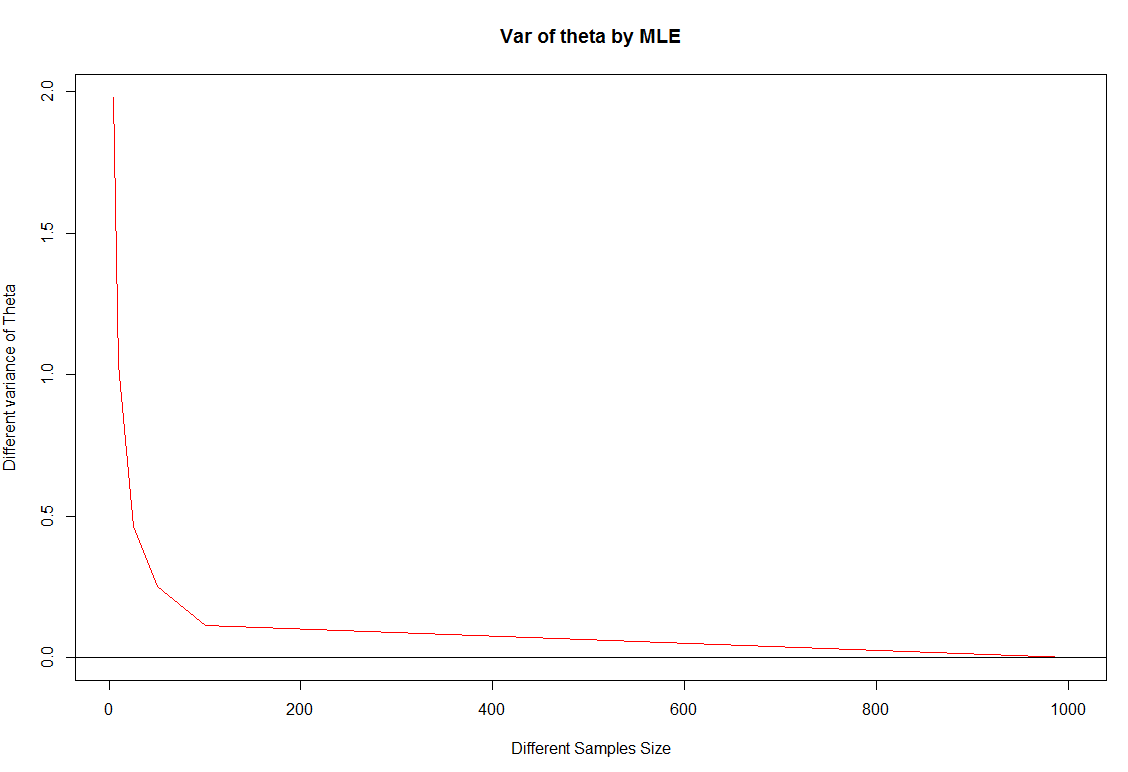 Var of theta by MLE
Different variance of Theta
2.0
1.5
1.0
0.5
0.0
0 200 400 600 800 1000
Different Samples Size